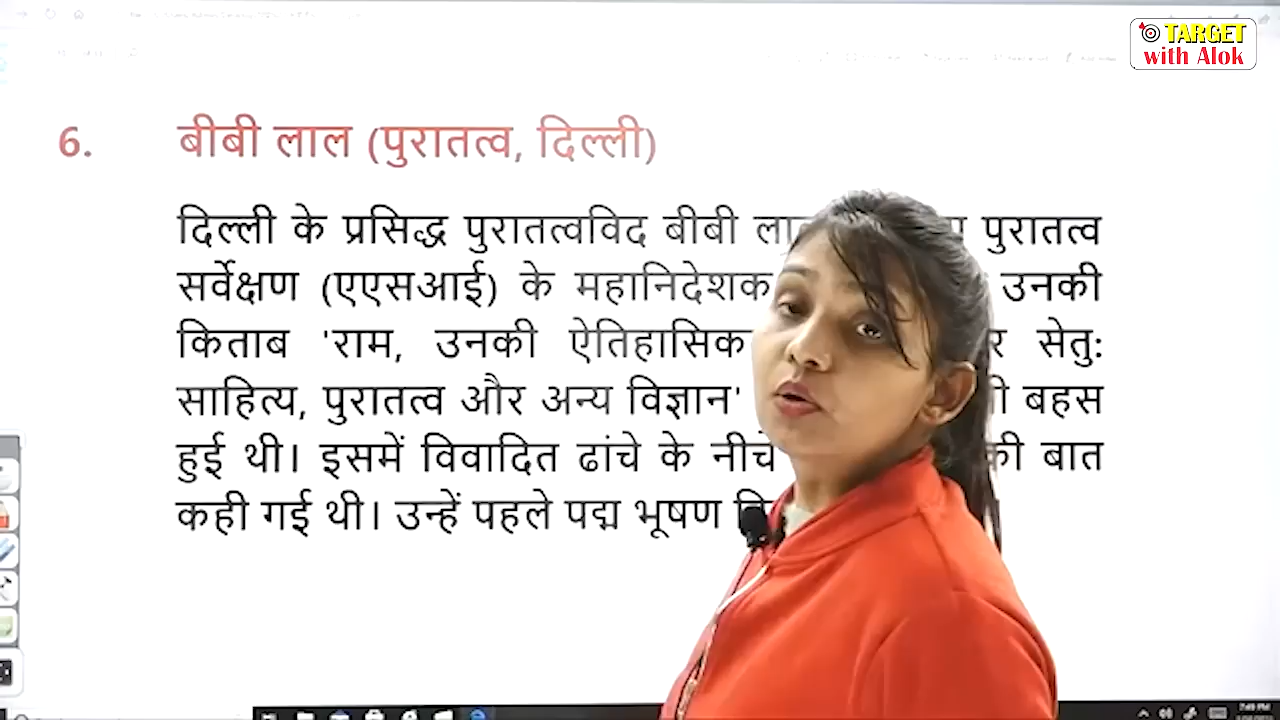 TARGET
with Alok
6. बीबी लाल (पुरातत्व, दिल्ली)
दिल्ली के प्रसिद्ध पुरातत्वविद बीबी पुरातत्व
सर्वेक्षण (एएसआई) के महानिदेशक उनकी
किताब 'राम, उनकी ऐतिहासिक सेतु:
साहित्य, पुरातत्व और अन्य विज्ञान' बहस
हुई थी। इसमें विवादित ढांचे के नीचे की बात
कही गई थी। उन्हें पहले पद्म भूषण